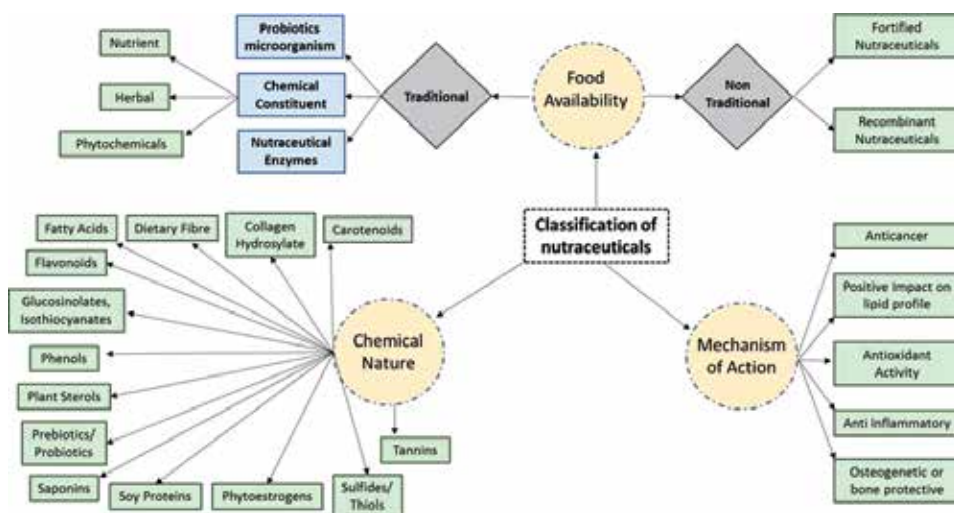 Nutrient
Herbal
Phytochemicals
Probiotics
microorganism
Chemical
Constituent
Nutraceutical
Enzymes
Traditional
Food
Availability
Non
Traditional
Fortified
Nutraceuticals
Recombinant
Nutraceuticals
Classification of
nutraceuticals
Fatty Acids
Dietary Fibre
Collagen
Hydrosylate
Carotenoids
Flavonoids
Glucosinolates,
Isothiocyanates
Phenols
Plant Sterols
Prebiotics/
Probiotics
Saponins
Soy Proteins
Phytoestrogens
Sulfides/
Thiols
Tannins
Chemical
Nature
Mechanism
of Action
Anticancer
Positive impact on
lipid profile
Antioxidant
Activity
Anti Inflammatory
Osteogenetic or
bone protective